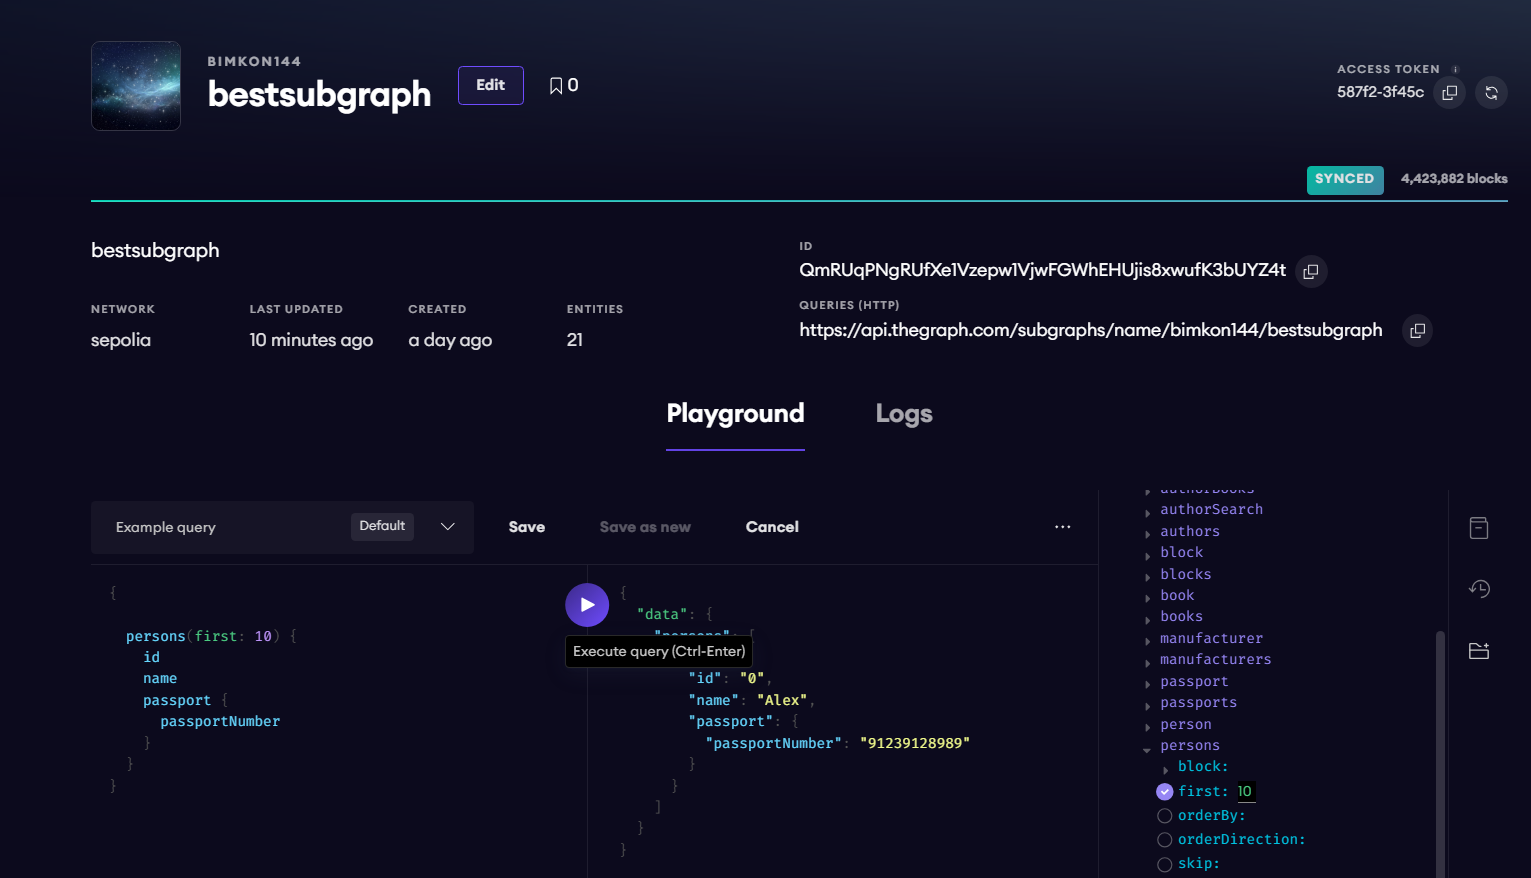 BIMKON144
bestsubgraph
Edit
0
ACCESS TOKEN
587f2-3f45c
SYNCED
4,423,882 blocks
bestsubgraph
NETWORK
sepolia
LAST UPDATED
10 minutes ago
CREATED
a day ago
ENTITIES
21
ID
QmRUqPNgRUfXe1Vzepw1VjwFGWhEHUjis8xwufK3bUYZ4t
QUERIES (HTTP)
https://api.thegraph.com/subgraphs/name/bimkon144/bestsubgraph
Playground
Logs
Example query
Default
Save
Save as new
Cancel
{
persons(first: 10) {
id
name
passport {
passportNumber
}
}
}
Execute query (Ctrl-Enter)
{
"data": {
"persons": [
"id": "0",
"name": "Alex",
"passport": {
"passportNumber": "91239128989"
}
}
]
}
}
authorBooks
authorSearch
authors
block
blocks
book
books
manufacturer
manufacturers
passport
passports
person
persons
block:
first: 10
orderBy:
orderDirection:
skip: